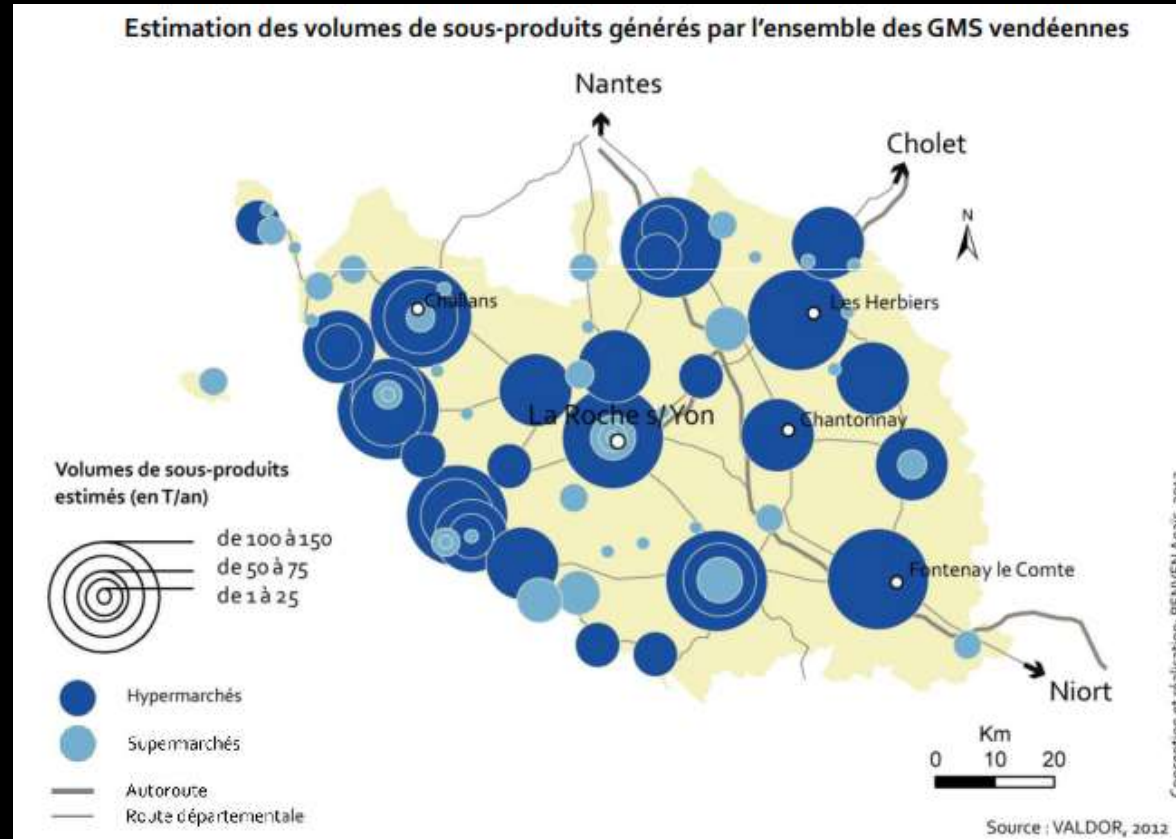 Estimation des volumes de sous-produits générés par l'ensemble des GMS vendéennes
Nantes
Cholet
N
Challans
Les Herbiers
La Roche s/Yon
Chantonnay
Volumes de sous-produits
estimés (en T/an)
de 100 à 150
de 50 à 75
de 1 à 25
Fontenay le Comte
Hypermarchés
Niort
Supermarchés
Km
0 10 20
Autoroute
Route départementale
Source : VALDOR, 2012